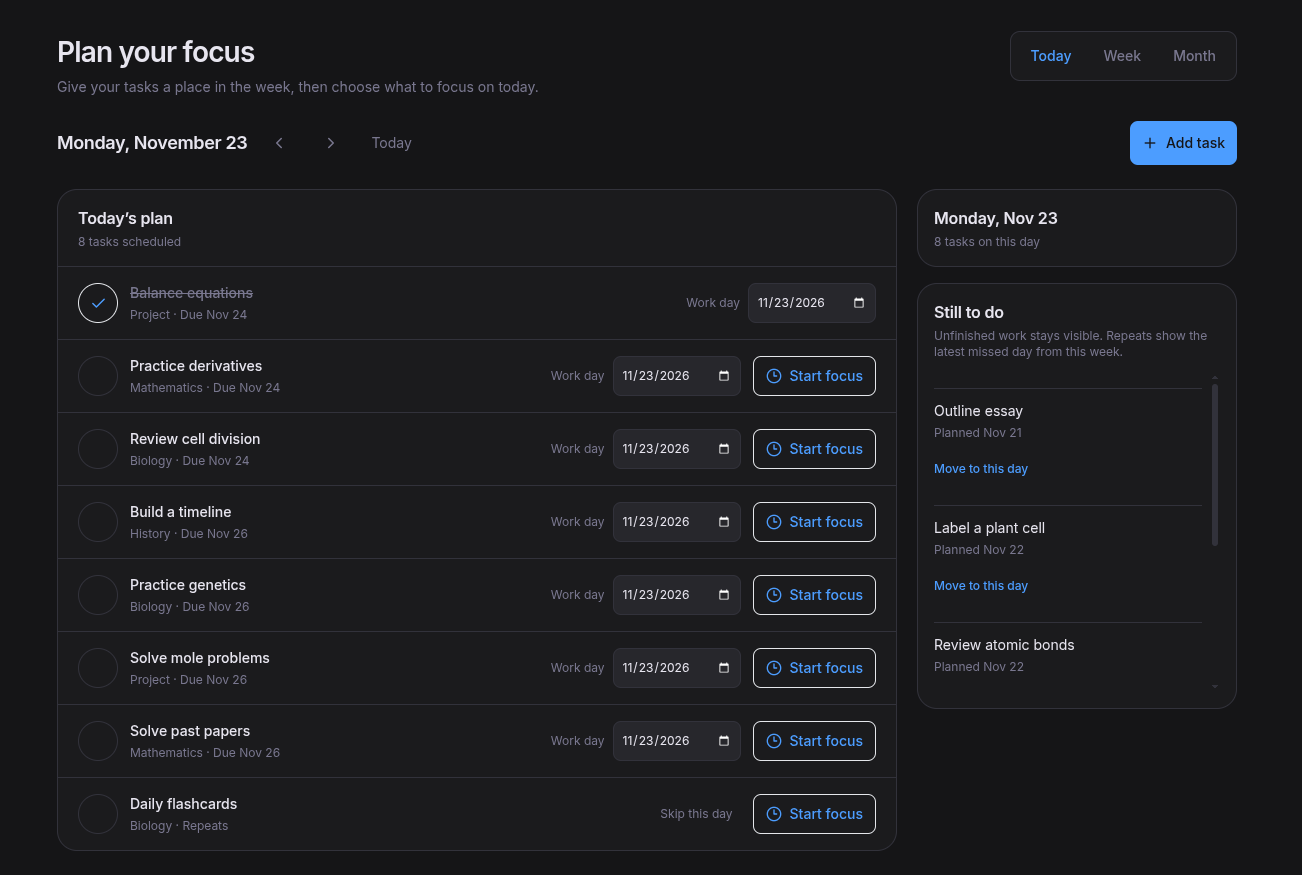 Plan your focus
Give your tasks a place in the week, then choose what to focus on today.
Today Week Month
Monday, November 23
Today
Add task
Today’s plan
8 tasks scheduled
Balance equations
Project · Due Nov 24
Work day 11/23/2026
Practice derivatives
Mathematics · Due Nov 24
Work day 11/23/2026 Start focus
Review cell division
Biology · Due Nov 24
Work day 11/23/2026 Start focus
Build a timeline
History · Due Nov 26
Work day 11/23/2026 Start focus
Practice genetics
Biology · Due Nov 26
Work day 11/23/2026 Start focus
Solve mole problems
Project · Due Nov 26
Work day 11/23/2026 Start focus
Solve past papers
Mathematics · Due Nov 26
Work day 11/23/2026 Start focus
Daily flashcards
Biology · Repeats
Skip this day Start focus
Monday, Nov 23
8 tasks on this day
Still to do
Unfinished work stays visible. Repeats show the
latest missed day from this week.
Outline essay
Planned Nov 21
Move to this day
Label a plant cell
Planned Nov 22
Move to this day
Review atomic bonds
Planned Nov 22